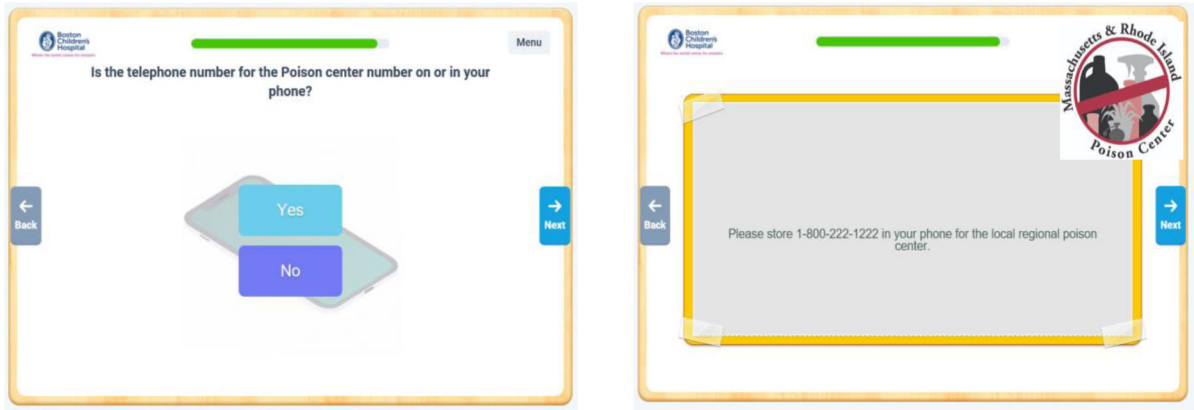 Boston
Children's
Hospital
Menu
Is the telephone number for the Poison center number on or in your
phone?
Yes
No
Back
Next
Boston
Children's
Hospital
Massachusetts & Rhode Island
Poison Center
Please store 1-800-222-1222 in your phone for the local regional poison
center.
Back
Next